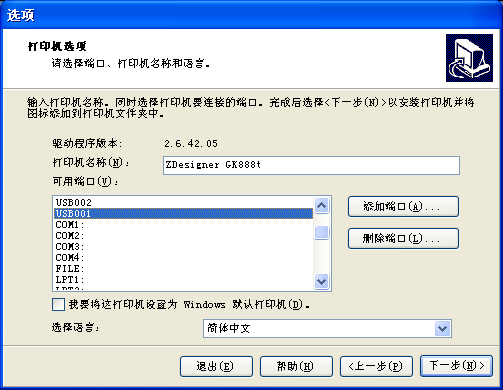 选项
打印机选项
请选择端口、打印机名称和语言。
输入打印机名称。同时选择打印机要连接的端口。完成后选择<下一步(N)>以安装打印机并将
图标添加到打印机文件夹中。
驱动程序版本: 2.6.42.05
打印机名称(N): ZDesigner GK888t
可用端口(V):
USB002
USB001
COM1:
COM2:
COM3:
COM4:
FILE:
LPT1:
添加端口(A)...
删除端口(L)...
我要将这打印机设置为 Windows 默认打印机(D)。
选择语言: 简体中文
退出(E) 帮助(H) <上一步(P) 下一步(N)>